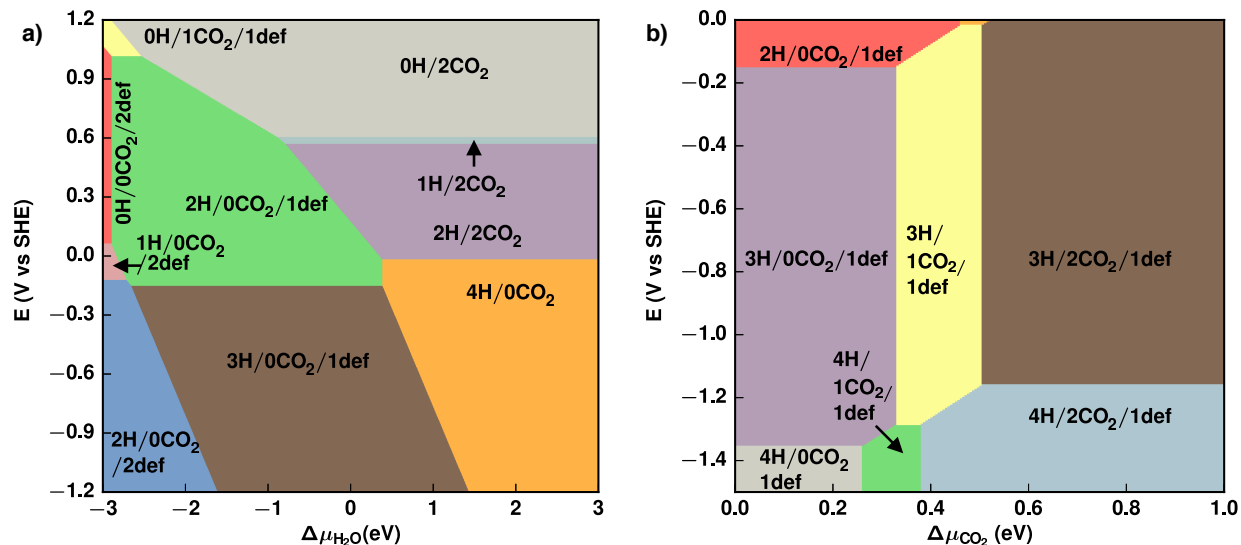 a)
1.2
0.9
0.6
0.3
0.0
−0.3
−0.6
−0.9
−1.2
E (V vs SHE)
0H/1CO₂/1def
0H/2CO₂
0H/0CO₂/2def
1H/2CO₂
2H/0CO₂/1def
2H/2CO₂
1H/0CO₂
/2def
4H/0CO₂
3H/0CO₂/1def
2H/0CO₂
/2def
−3 −2 −1 0 1 2 3
Δμ_H₂O(eV)
b)
0.0
−0.2
−0.4
−0.6
−0.8
−1.0
−1.2
−1.4
E (V vs SHE)
2H/0CO₂/1def
3H/0CO₂/1def
3H/
1CO₂/
1def
3H/2CO₂/1def
4H/
1CO₂/
1def
4H/2CO₂/1def
4H/0CO₂
1def
0.0 0.2 0.4 0.6 0.8 1.0
Δμ_CO₂ (eV)